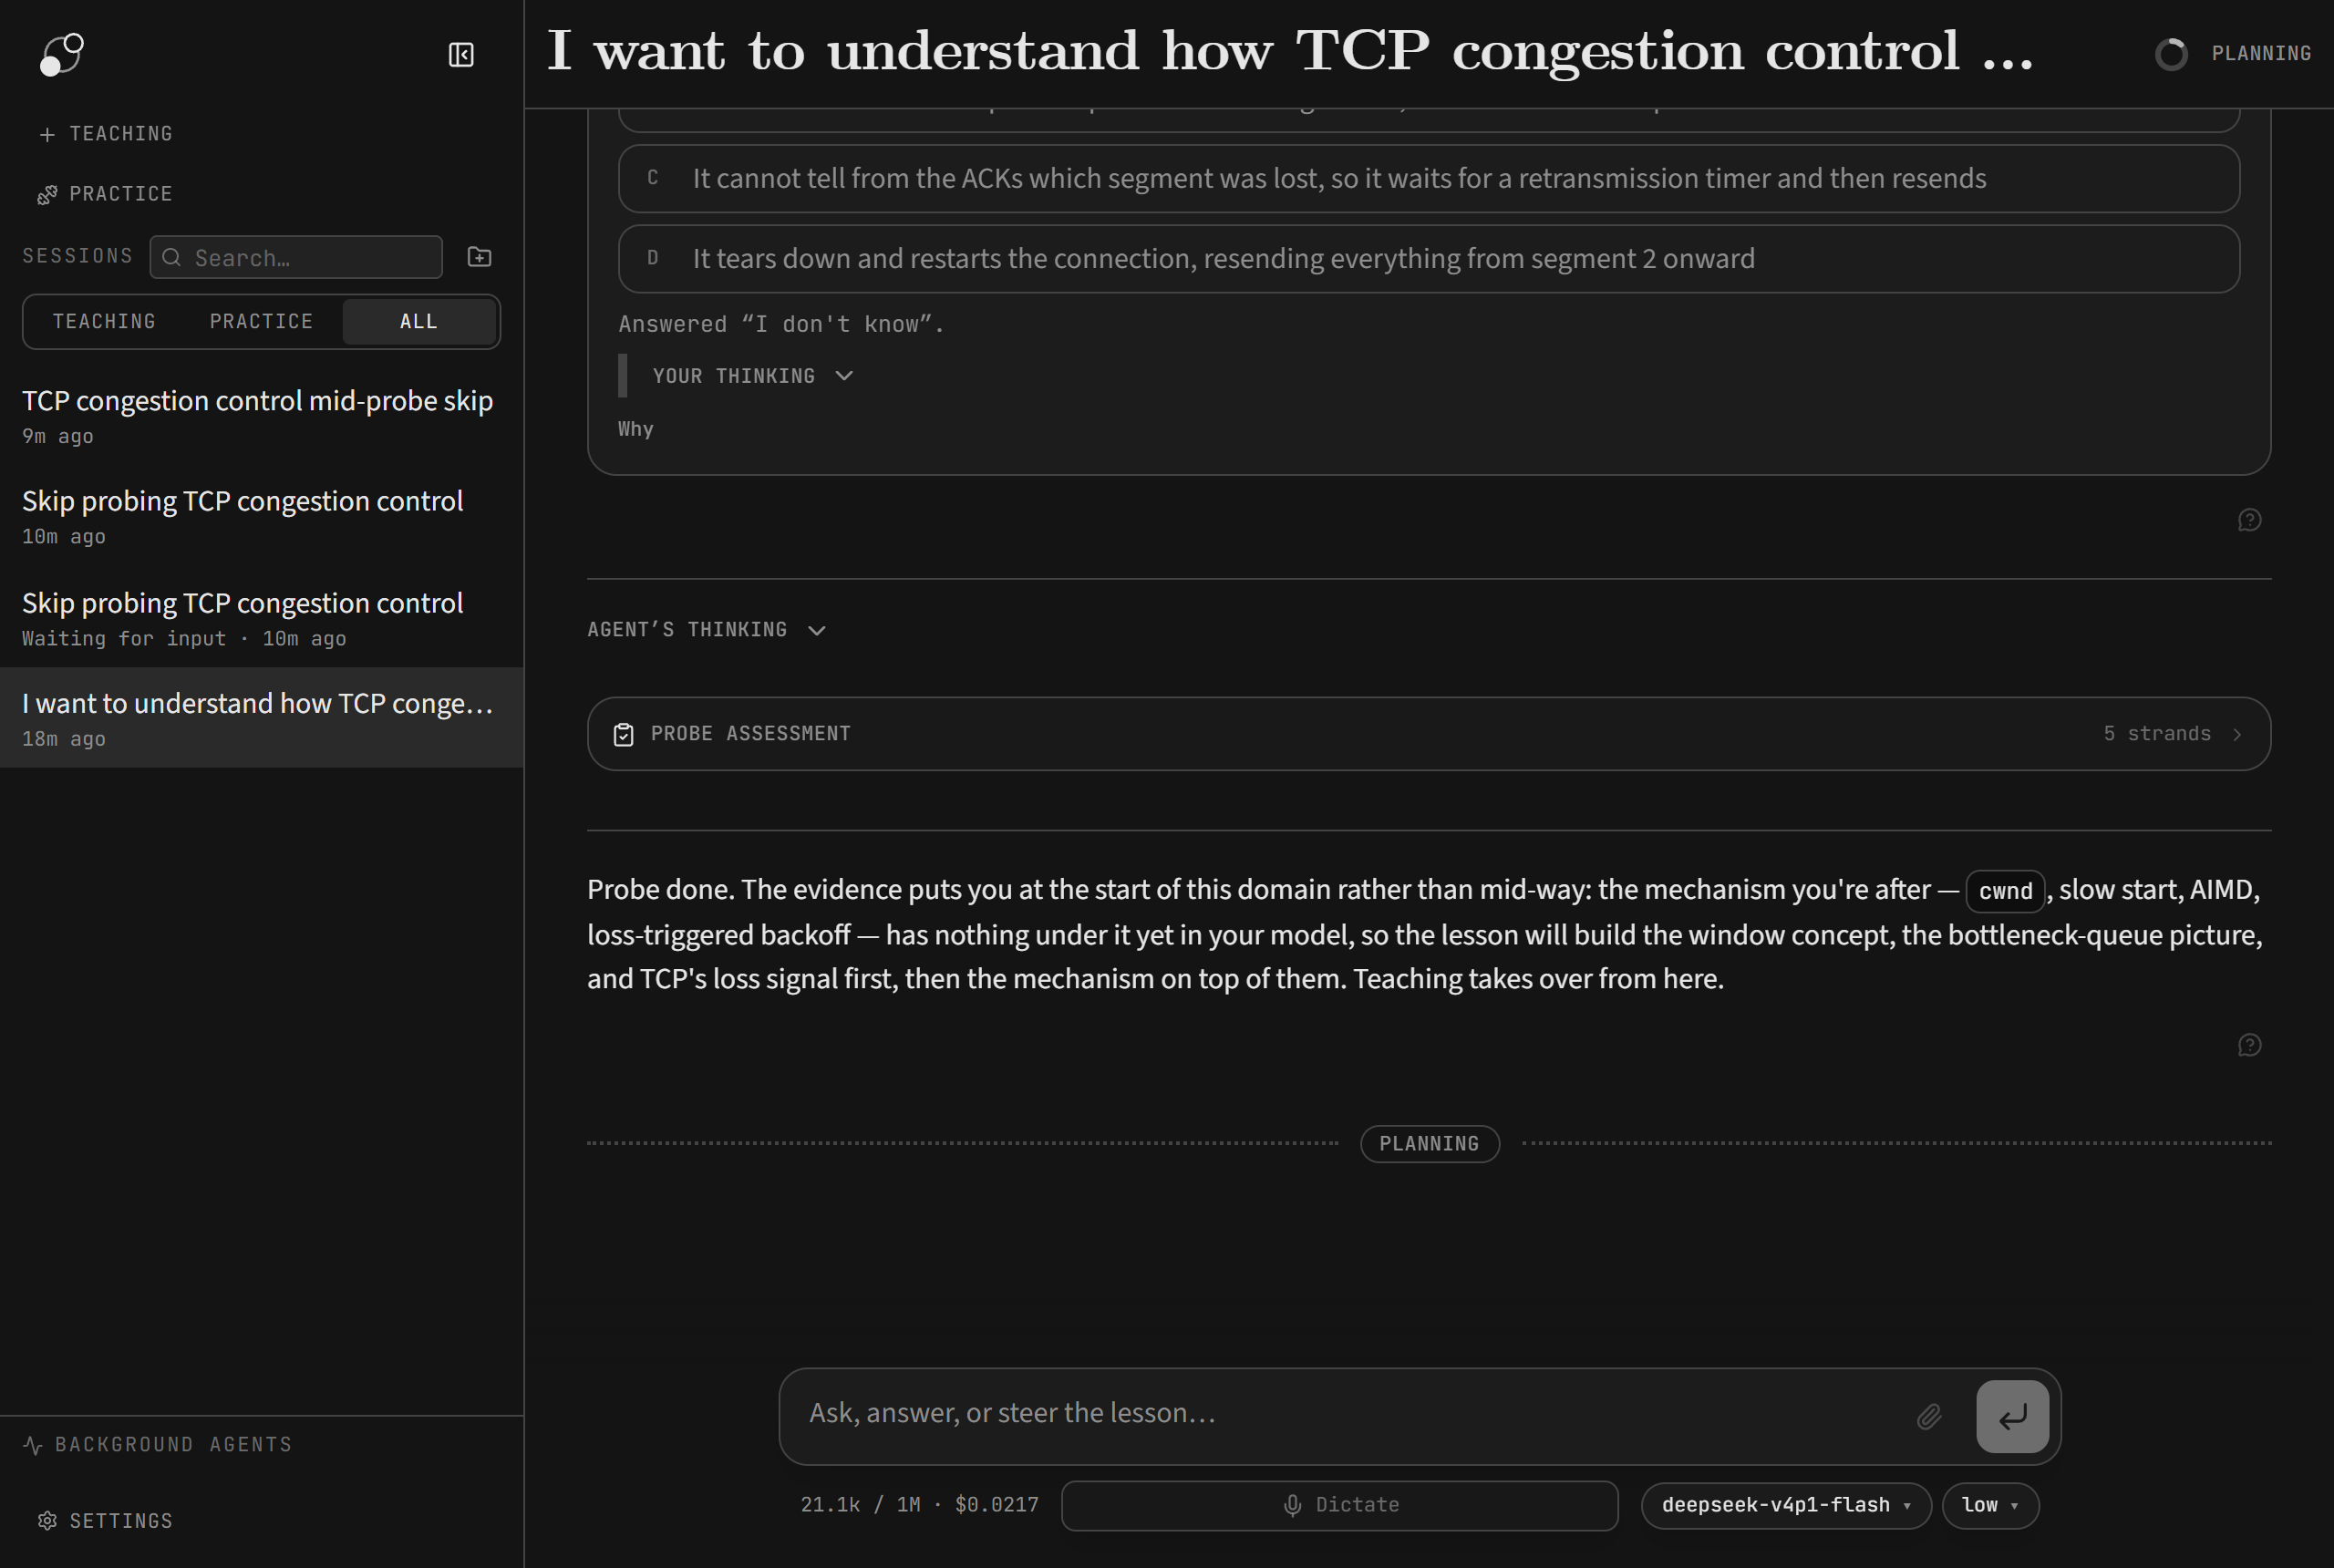 TEACHING
PRACTICE
SESSIONS
Search…
TEACHING PRACTICE ALL
TCP congestion control mid-probe skip
9m ago
Skip probing TCP congestion control
10m ago
Skip probing TCP congestion control
Waiting for input · 10m ago
I want to understand how TCP conge…
18m ago
BACKGROUND AGENTS
SETTINGS
I want to understand how TCP congestion control …
PLANNING
C It cannot tell from the ACKs which segment was lost, so it waits for a retransmission timer and then resends
D It tears down and restarts the connection, resending everything from segment 2 onward
Answered “I don't know”.
YOUR THINKING
Why
AGENT’S THINKING
PROBE ASSESSMENT
5 strands
Probe done. The evidence puts you at the start of this domain rather than mid-way: the mechanism you're after — cwnd, slow start, AIMD,
loss-triggered backoff — has nothing under it yet in your model, so the lesson will build the window concept, the bottleneck-queue picture,
and TCP's loss signal first, then the mechanism on top of them. Teaching takes over from here.
PLANNING
Ask, answer, or steer the lesson…
21.1k / 1M · $0.0217
Dictate
deepseek-v4p1-flash
low